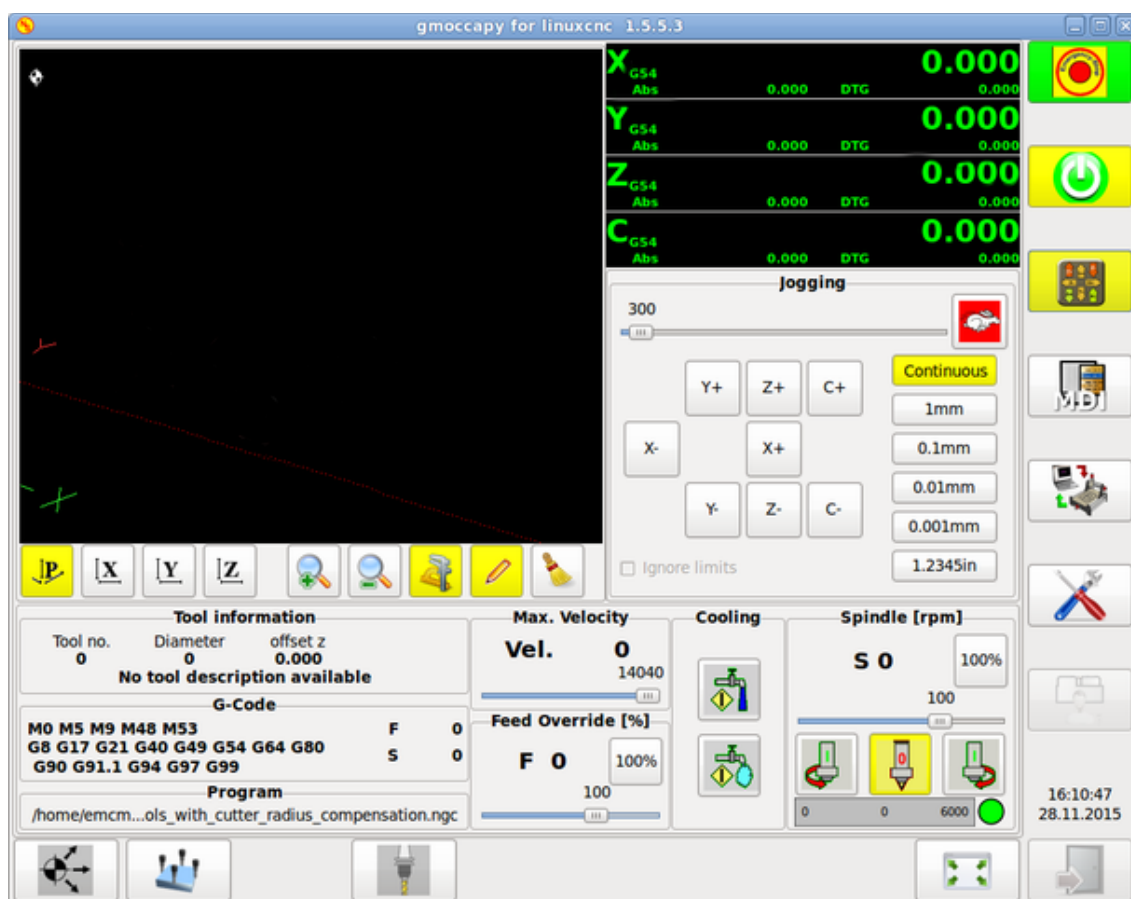 gmoccapy for linuxcnc 1.5.5.3
X G54 0.000
Abs 0.000 DTG 0.000
Y G54 0.000
Abs 0.000 DTG 0.000
Z G54 0.000
Abs 0.000 DTG 0.000
C G54 0.000
Abs 0.000 DTG 0.000
Jogging
300
Continuous
Y+ Z+ C+
1mm
X- X+
0.1mm
0.01mm
Y- Z- C-
0.001mm
Ignore limits
1.2345in
MDI
P X Y Z
Tool information
Tool no. Diameter offset z
0 0 0.000
No tool description available
G-Code
M0 M5 M9 M48 M53
G8 G17 G21 G40 G49 G54 G64 G80
G90 G91.1 G94 G97 G99
F 0
S 0
Program
/home/emcm...ols_with_cutter_radius_compensation.ngc
Max. Velocity
Vel. 0
14040
Feed Override [%]
F 0 100%
100
Cooling
Spindle [rpm]
S 0 100%
100
I 0 I
0 0 6000
16:10:47
28.11.2015